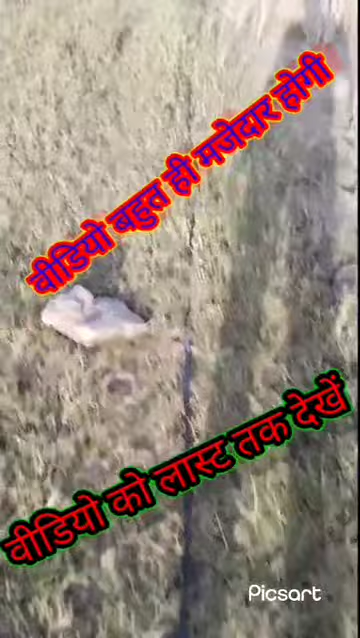 वीडियो बहुत ही मजेदार होगी
वीडियो को लास्ट तक देखें
Picsart